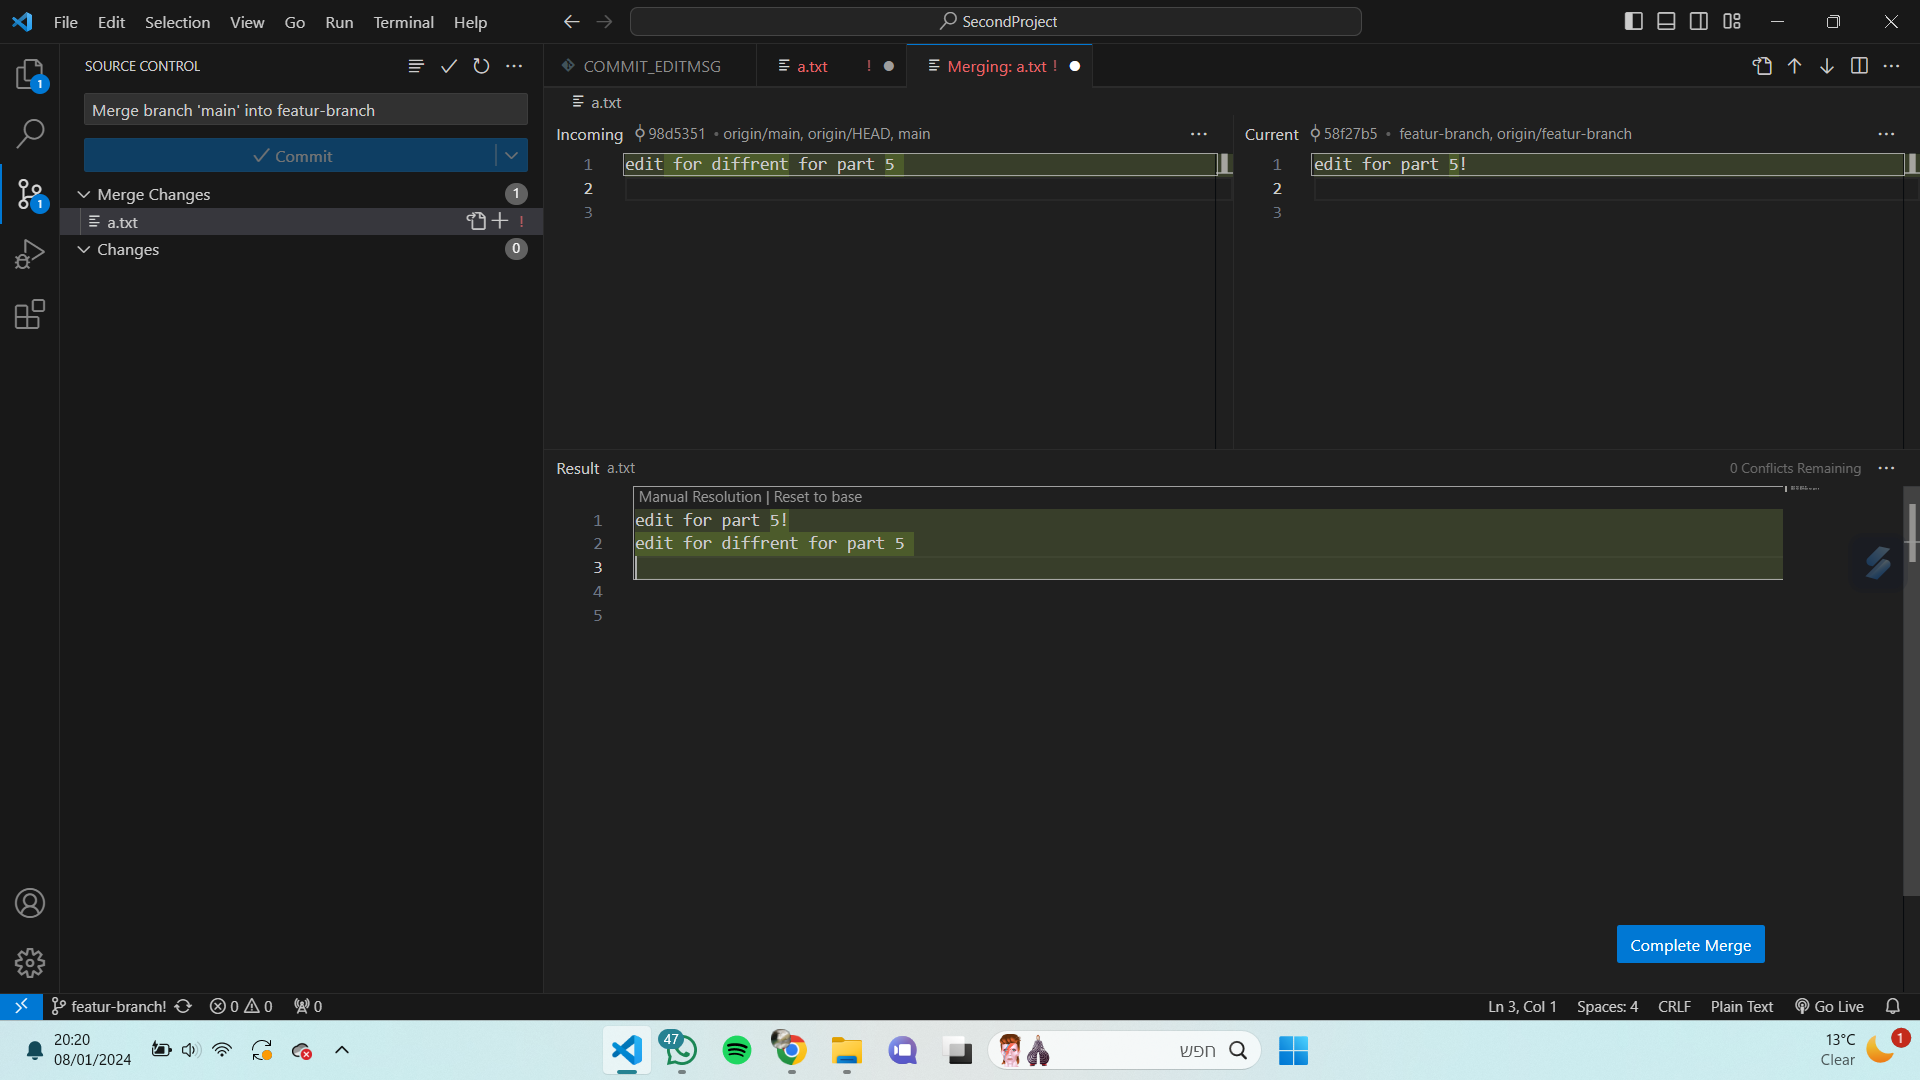 File Edit Selection View Go Run Terminal Help
SecondProject
SOURCE CONTROL
Merge branch 'main' into featur-branch
Commit
Merge Changes 1
a.txt !
Changes 0
1
1
COMMIT_EDITMSG
a.txt !
Merging: a.txt !
a.txt
Incoming 98d5351 • origin/main, origin/HEAD, main
1 edit for diffrent for part 5
2
3
Current 58f27b5 • featur-branch, origin/featur-branch
1 edit for part 5!
2
3
Result a.txt
0 Conflicts Remaining
Manual Resolution | Reset to base
1 edit for part 5!
2 edit for diffrent for part 5
3
4
5
Complete Merge
featur-branch! 0 0 0
Ln 3, Col 1 Spaces: 4 CRLF Plain Text Go Live
20:20
08/01/2024
47
חפש
13°C
Clear
1